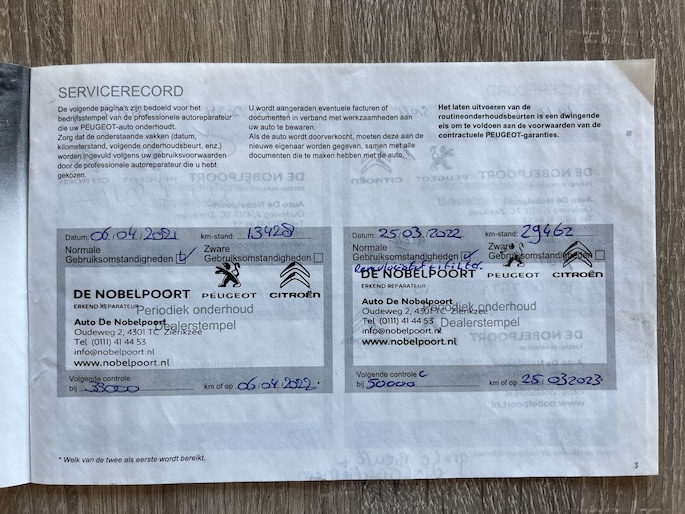 SERVICERECORD
De volgende pagina's zijn bedoeld voor het
bedrijfsstempel van de professionele autoreparateur
die uw PEUGEOT-auto onderhoudt.
Zorg dat de onderstaande vakken (datum,
kilometerstand, volgende onderhoudsbeurt, enz.)
worden ingevuld volgens uw gebruiksvoorwaarden
door de professionele autoreparateur die u hebt
gekozen.
U wordt aangeraden eventuele facturen of
documenten in verband met werkzaamheden aan
uw auto te bewaren.
Als de auto wordt doorverkocht, moeten deze aan de
nieuwe eigenaar worden gegeven, samen met alle
documenten die te maken hebben met de auto.
Het laten uitvoeren van de
routineonderhoudsbeurten is een dwingende
eis om te voldoen aan de voorwaarden van de
contractuele PEUGEOT-garanties.
Datum: 06/04/2021 km-stand: 13428
Normale Zware
Gebruiksomstandigheden Gebruiksomstandigheden
DE NOBELPOORT PEUGEOT CITROËN
ERKEND REPARATEUR
Periodiek onderhoud
Auto De Nobelpoort Dealerstempel
Oudeweg 2, 4301 TC Zierikzee
Tel (0111) 41 44 53
info@nobelpoort.nl
www.nobelpoort.nl
Volgende controle
bij 38000 km of op 06/04/2022.
Datum: 25.03.2022 km-stand: 29462
Normale Zware
Gebruiksomstandigheden Gebruiksomstandigheden
DE NOBELPOORT PEUGEOT CITROËN
ERKEND REPARATEUR
Periodiek onderhoud
Auto De Nobelpoort Dealerstempel
Oudeweg 2, 4301 TC Zierikzee
Tel (0111) 41 44 53
info@nobelpoort.nl
www.nobelpoort.nl
Volgende controle
bij 50000 km of op 25.03.2023.
* Welk van de twee als eerste wordt bereikt.
3